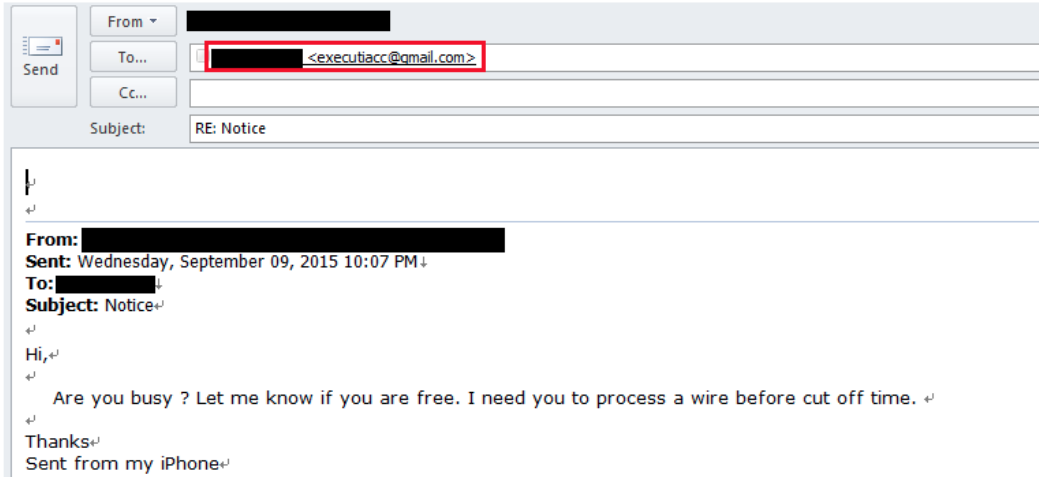 From
Send
To...
<executiacc@gmail.com>
Cc...
Subject:
RE: Notice
From:
Sent: Wednesday, September 09, 2015 10:07 PM
To:
Subject: Notice
Hi,
Are you busy ? Let me know if you are free. I need you to process a wire before cut off time.
Thanks
Sent from my iPhone